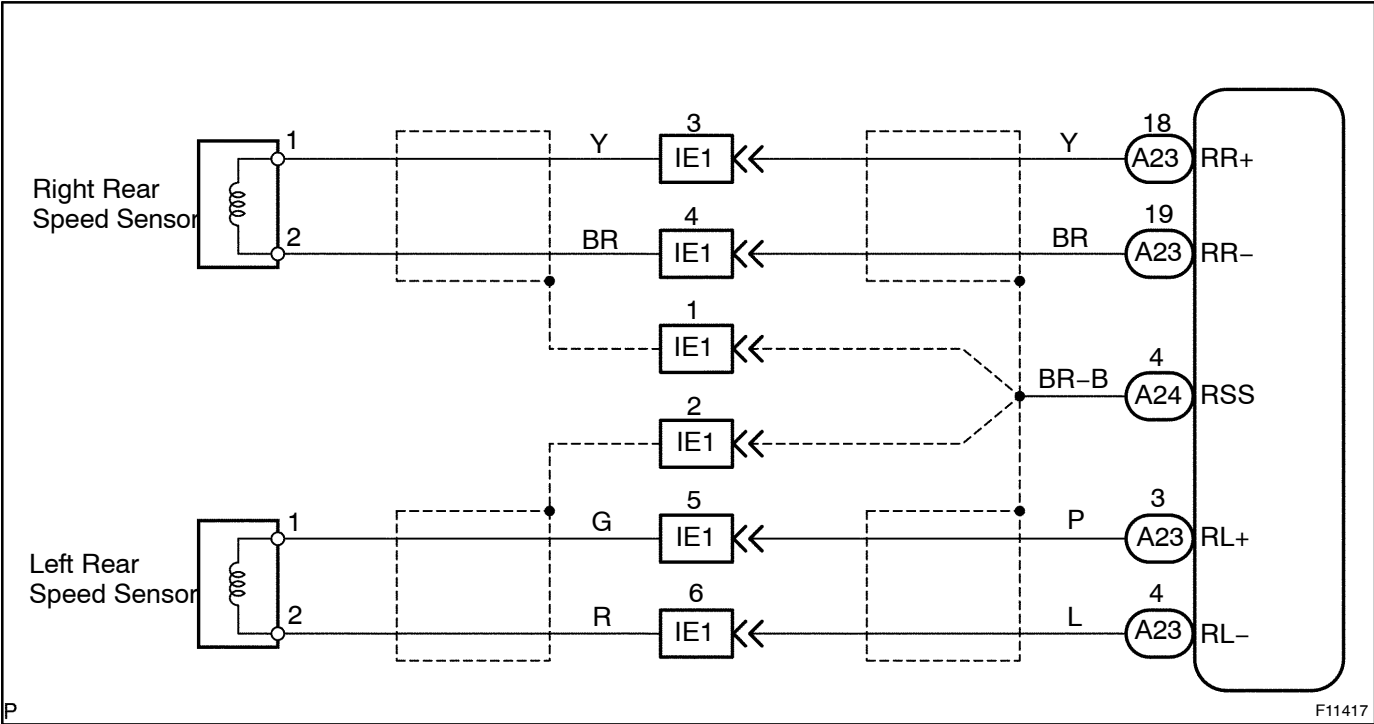 3 18
1 Y IE1 Y A23 RR+
Right Rear
Speed Sensor
4 19
2 BR IE1 BR A23 RR−
1
IE1
4
BR−B A24 RSS
2
IE1
5 3
1 G IE1 P A23 RL+
Left Rear
Speed Sensor
6 4
2 R IE1 L A23 RL−
P F11417